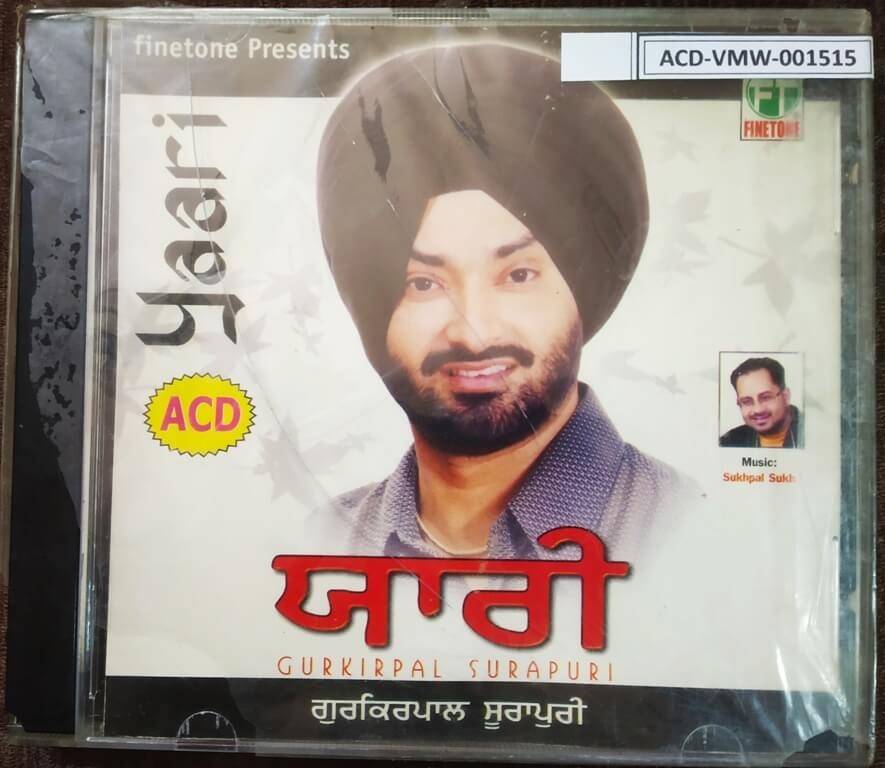 finetone Presents
ACD-VMW-001515
FT
FINETONE
Yaari
ACD
Music:
Sukhpal Sukh
ਯਾਰੀ
GURKIRPAL SURAPURI
ਗੁਰਕਿਰਪਾਲ ਸੂਰਾਪੁਰੀ